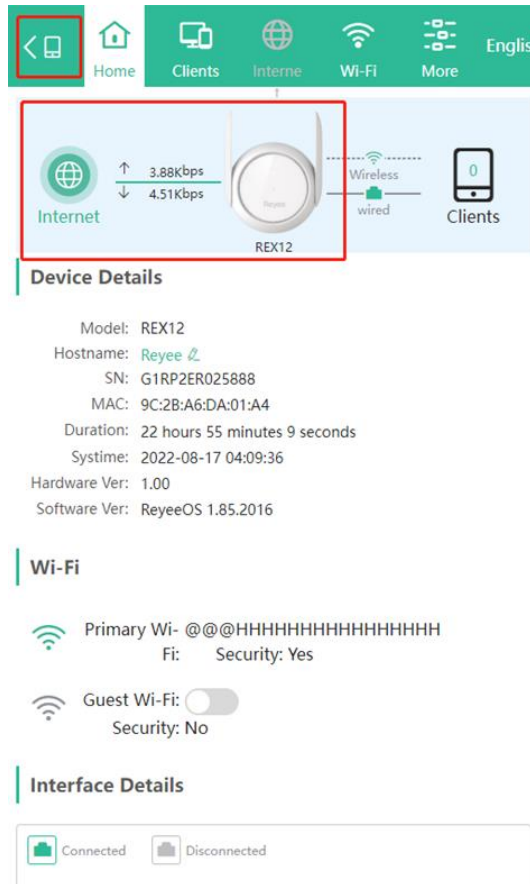 Home Clients Interne Wi-Fi More Englis
3.88Kbps
4.51Kbps
Internet
Reyee
REX12
Wireless
wired
0
Clients
Device Details
Model: REX12
Hostname: Reyee
SN: G1RP2ER025888
MAC: 9C:2B:A6:DA:01:A4
Duration: 22 hours 55 minutes 9 seconds
Systime: 2022-08-17 04:09:36
Hardware Ver: 1.00
Software Ver: ReyeeOS 1.85.2016
Wi-Fi
Primary Wi- @@@HHHHHHHHHHHHHHHHH
Fi: Security: Yes
Guest Wi-Fi:
Security: No
Interface Details
Connected Disconnected